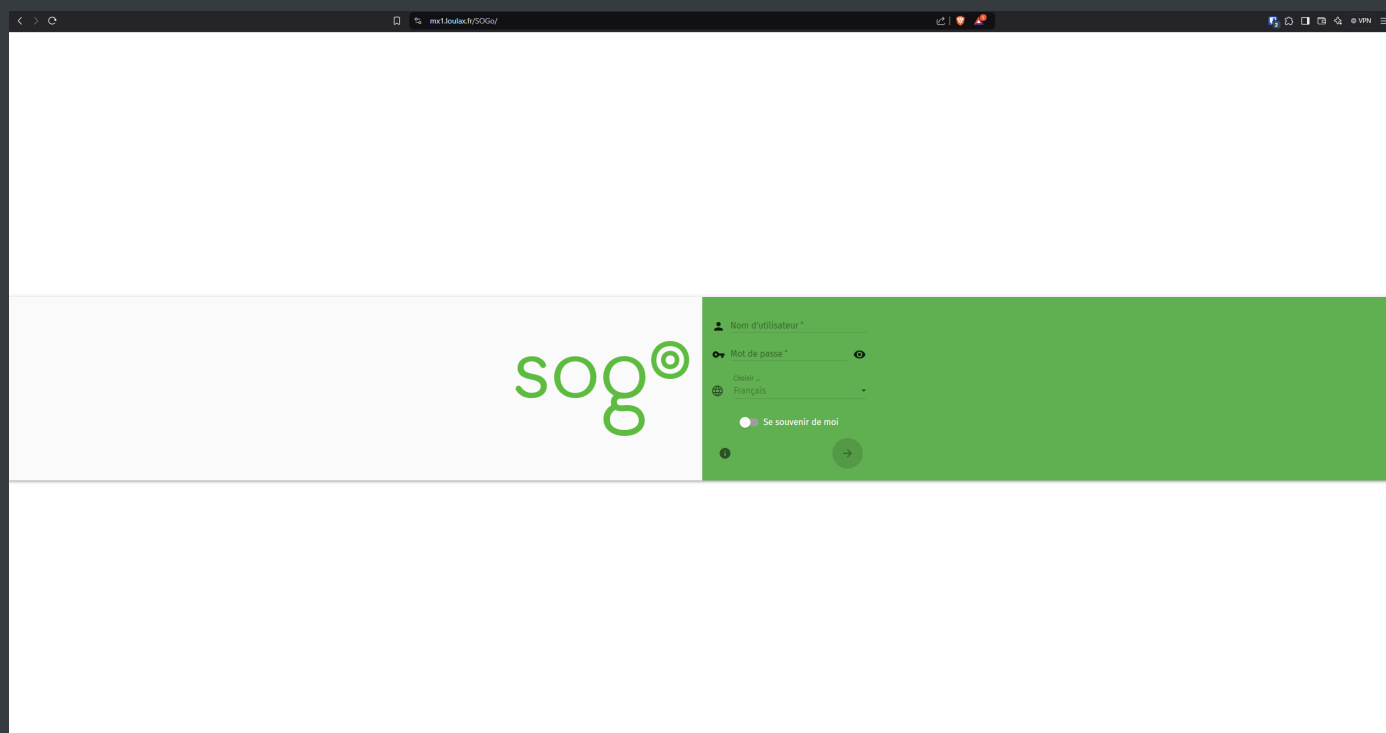 mx1.loulax.fr/SOGo/
VPN
sogo
Nom d'utilisateur *
Mot de passe *
Choisir ...
Français
Se souvenir de moi